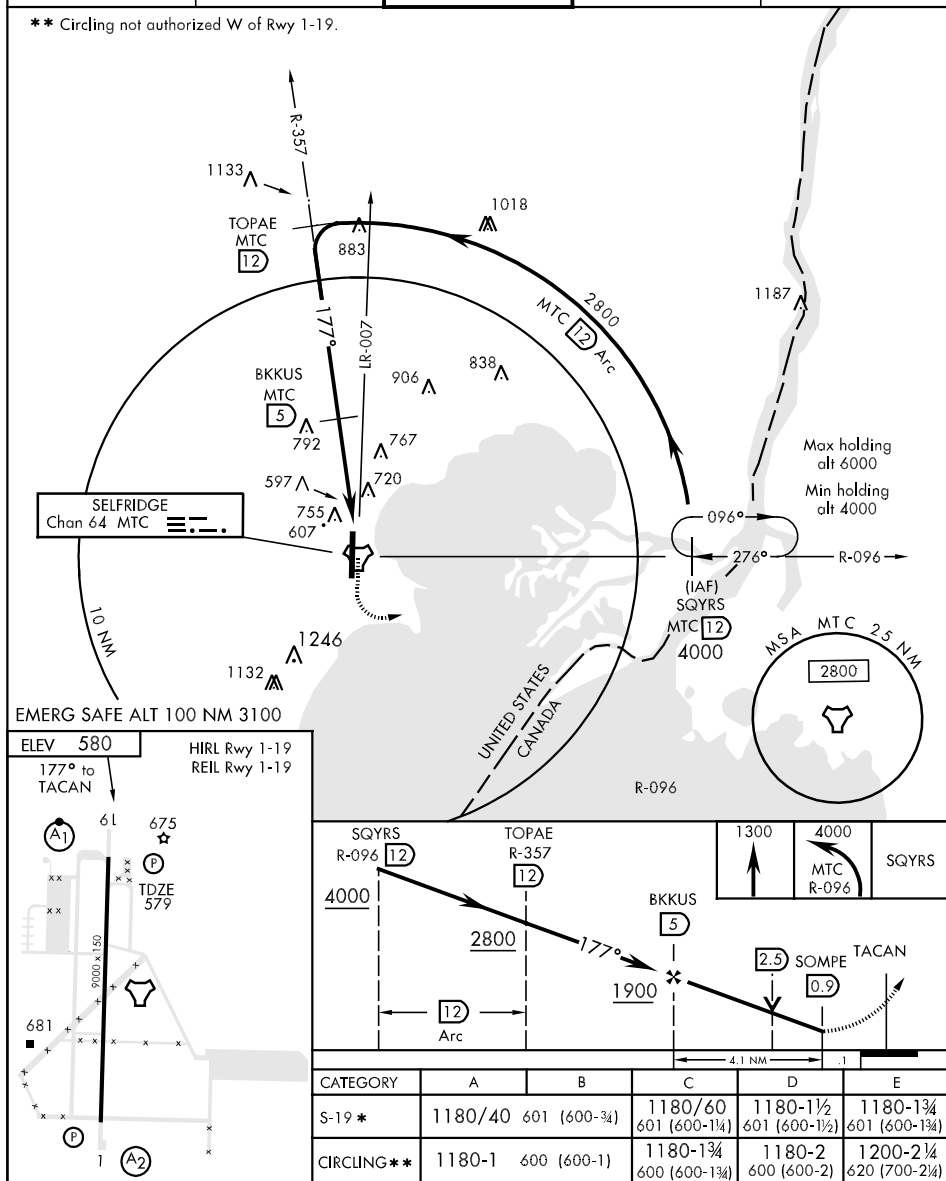 ** Circling not authorized W of Rwy 1-19.
R-357
1133
1018
TOPAE
MTC
12
883
2800
MTC 12 Arc
1187
177°
LR-007
838
906
BKKUS
MTC
5
792
767
Max holding
alt 6000
Min holding
alt 4000
597
720
SELFRIDGE
Chan 64 MTC
755
607
096°
276°
R-096
(IAF)
SQYRS
MTC 12
4000
10 NM
1246
1132
MSA MTC 25 NM
2800
UNITED STATES
CANADA
EMERG SAFE ALT 100 NM 3100
R-096
ELEV 580
HIRL Rwy 1-19
REIL Rwy 1-19
177° to
TACAN
19
A1
675
P
TDZE
579
9000 x 150
681
P
1
A2
SQYRS
R-096 12
TOPAE
R-357
12
1300
4000
MTC
R-096
SQYRS
4000
2800
177°
BKKUS
5
1900
2.5
SOMPE
0.9
TACAN
12
Arc
4.1 NM
.1
CATEGORY A B C D E
S-19 * 1180/40 601 (600-¾) 1180/60 601 (600-1¼) 1180-1½ 601 (600-1½) 1180-1¾ 601 (600-1¾)
CIRCLING ** 1180-1 600 (600-1) 1180-1¾ 600 (600-1¾) 1180-2 600 (600-2) 1200-2¼ 620 (700-2¼)